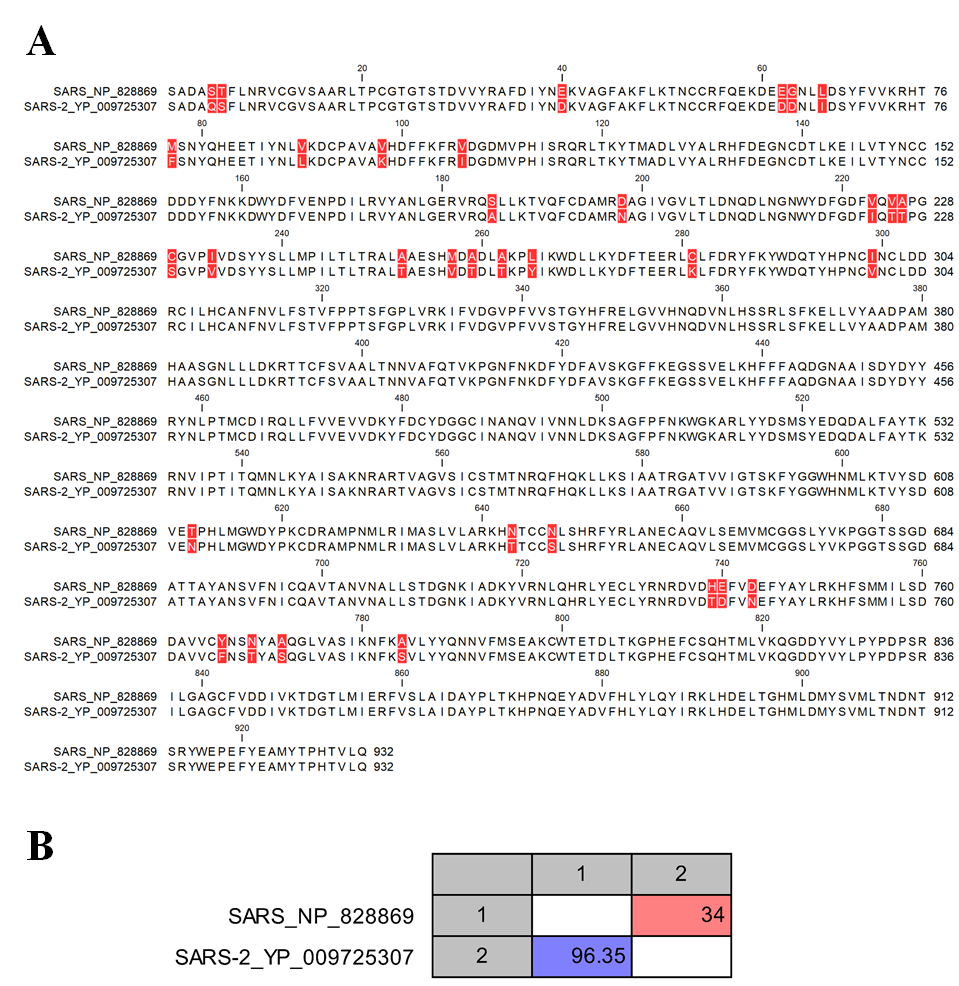 A
20 40 60
SARS_NP_828869 SADASTFLNRVCGVSAARLTPCGTGTSTDVVYRAFDIYNEKVAGFAKFLKTNCCRFQEKDEEGNLLDSYFVVKRHT 76
SARS-2_YP_009725307 SADAQSFLNRVCGVSAARLTPCGTGTSTDVVYRAFDIYNDKVAGFAKFLKTNCCRFQEKDEDDNLIDSYFVVKRHT 76
80 100 120 140
SARS_NP_828869 MSNYQHEETIYNLVKDCPAVAVHDFFKFRVDGDMVPHISRQRLTKYTMADLVYALRHFDEGNCDTLKEILVTYNCC 152
SARS-2_YP_009725307 FSNYQHEETIYNLLKDCPAVAKHDFFKFRIDGDMVPHISRQRLTKYTMADLVYALRHFDEGNCDTLKEILVTYNCC 152
160 180 200 220
SARS_NP_828869 DDDYFNKKDWYDFVENPDILRVYANLGERVRQSLLKTVQFCDAMRDAGIVGVLTLDNQDLNGNWYDFGDFVQVAPG 228
SARS-2_YP_009725307 DDDYFNKKDWYDFVENPDILRVYANLGERVRQALLKTVQFCDAMRNAGIVGVLTLDNQDLNGNWYDFGDFIQTTPG 228
240 260 281 300
SARS_NP_828869 CGVPIVDSYYSLLMPILTLTRALAAESHMDADLAKPLIKWDLLKYDFTEERLCLFDRYFKYWDQTYHPNCINCLDD 304
SARS-2_YP_009725307 SGVPVVDSYYSLLMPILTLTRALTAESHVDTDLTKPYIKWDLLKYDFTEERLKLFDRYFKYWDQTYHPNCVNCLDD 304
320 340 360 380
SARS_NP_828869 RCILHCANFNVLFSTVFPPTSFGPLVRKIFVDGVPFVVSTGYHFRELGVVHNQDVNLHSSRLSFKELLVYAADPAM 380
SARS-2_YP_009725307 RCILHCANFNVLFSTVFPPTSFGPLVRKIFVDGVPFVVSTGYHFRELGVVHNQDVNLHSSRLSFKELLVYAADPAM 380
400 420 440
SARS_NP_828869 HAASGNLLLDKRTTCFSVAALTNNVAFQTVKPGNFNKDFYDFAVSKGFFKEGSSVELKHFFFAQDGNAAISDYDYY 456
SARS-2_YP_009725307 HAASGNLLLDKRTTCFSVAALTNNVAFQTVKPGNFNKDFYDFAVSKGFFKEGSSVELKHFFFAQDGNAAISDYDYY 456
460 480 500 520
SARS_NP_828869 RYNLPTMCDIRQLLFVVEVVDKYFDCYDGGCINANQVIVNNLDKSAGFPFNKWGKARLYYDSMSYEDQDALFAYTK 532
SARS-2_YP_009725307 RYNLPTMCDIRQLLFVVEVVDKYFDCYDGGCINANQVIVNNLDKSAGFPFNKWGKARLYYDSMSYEDQDALFAYTK 532
540 560 580 600
SARS_NP_828869 RNVIPTITQMNLKYAISAKNRARTVAGVSICSTMTNRQFHQKLLKSIAATRGATVVIGTSKFYGGWHNMLKTVYSD 608
SARS-2_YP_009725307 RNVIPTITQMNLKYAISAKNRARTVAGVSICSTMTNRQFHQKLLKSIAATRGATVVIGTSKFYGGWHNMLKTVYSD 608
620 640 660 680
SARS_NP_828869 VETPHLMGWDYPKCDRAMPNMLRIMASLVLARKHNTCCNLSHRFYRLANECAQVLSEMVMCGGSLYVKPGGTSSGD 684
SARS-2_YP_009725307 VENPHLMGWDYPKCDRAMPNMLRIMASLVLARKHTTCCSLSHRFYRLANECAQVLSEMVMCGGSLYVKPGGTSSGD 684
700 720 740 760
SARS_NP_828869 ATTAYANSVFNICQAVTANVNALLSTDGNKIADKYVRNLQHRLYECLYRNRDVDHEFVDEFYAYLRKHFSMMILSD 760
SARS-2_YP_009725307 ATTAYANSVFNICQAVTANVNALLSTDGNKIADKYVRNLQHRLYECLYRNRDVDTDFVNEFYAYLRKHFSMMILSD 760
780 800 820
SARS_NP_828869 DAVVCYNSNYAAQGLVASIKNFKAVLYYQNNVFMSEAKCWTETDLTKGPHEFCSQHTMLVKQGDDYVYLPYPDPSR 836
SARS-2_YP_009725307 DAVVCFNSTYASQGLVASIKNFKSVLYYQNNVFMSEAKCWTETDLTKGPHEFCSQHTMLVKQGDDYVYLPYPDPSR 836
840 860 880 900
SARS_NP_828869 ILGAGCFVDDIVKTDGTLMIERFVSLAIDAYPLTKHPNQEYADVFHLYLQYIRKLHDELTGHMLDMYSVMLTNDNT 912
SARS-2_YP_009725307 ILGAGCFVDDIVKTDGTLMIERFVSLAIDAYPLTKHPNQEYADVFHLYLQYIRKLHDELTGHMLDMYSVMLTNDNT 912
920
SARS_NP_828869 SRYWEPEFYEAMYTPHTVLQ 932
SARS-2_YP_009725307 SRYWEPEFYEAMYTPHTVLQ 932
B
1 2
SARS_NP_828869 1 34
SARS-2_YP_009725307 2 96.35